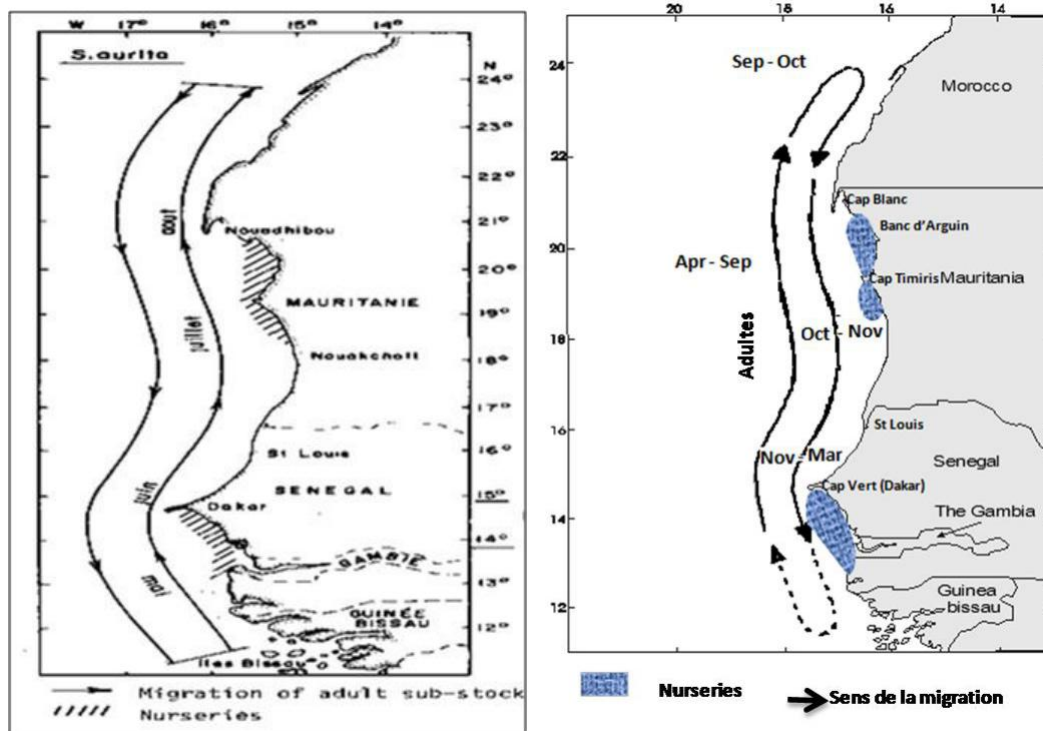 W 17° 16° 15° 14°
S.aurita
N
24°
23°
22°
21°
20°
19°
18°
17°
16°
15°
14°
13°
12°
aout
juillet
juin
mai
Nouadhibou
MAURITANIE
Nouakchott
St Louis
SENEGAL
Dakar
GAMBIE
GUINÉE
BISSAU
îles Bissau
Migration of adult sub-stock
Nurseries
20 18 16 14
24
22
20
18
16
14
12
Sep - Oct
Morocco
Cap Blanc
Banc d'Arguin
Apr - Sep
Cap Timiris
Mauritania
Adultes
Oct - Nov
St Louis
Nov - Mar
Senegal
Cap Vert (Dakar)
The Gambia
Guinea
bissau
Nurseries
Sens de la migration